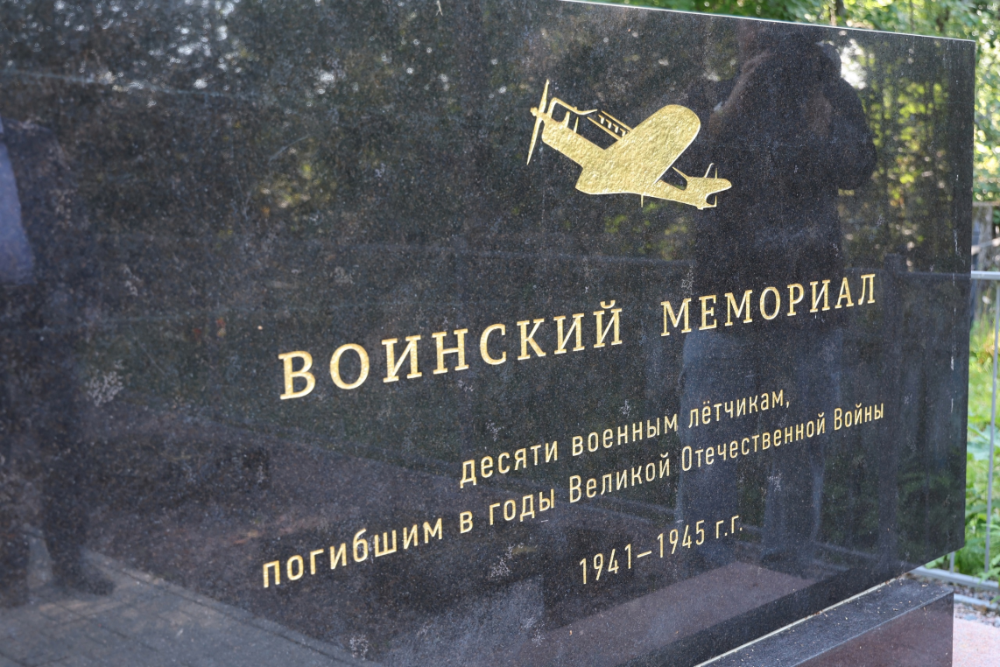 ВОИНСКИЙ МЕМОРИАЛ
десяти военным лётчикам,
погибшим в годы Великой Отечественной Войны
1941–1945 г.г.